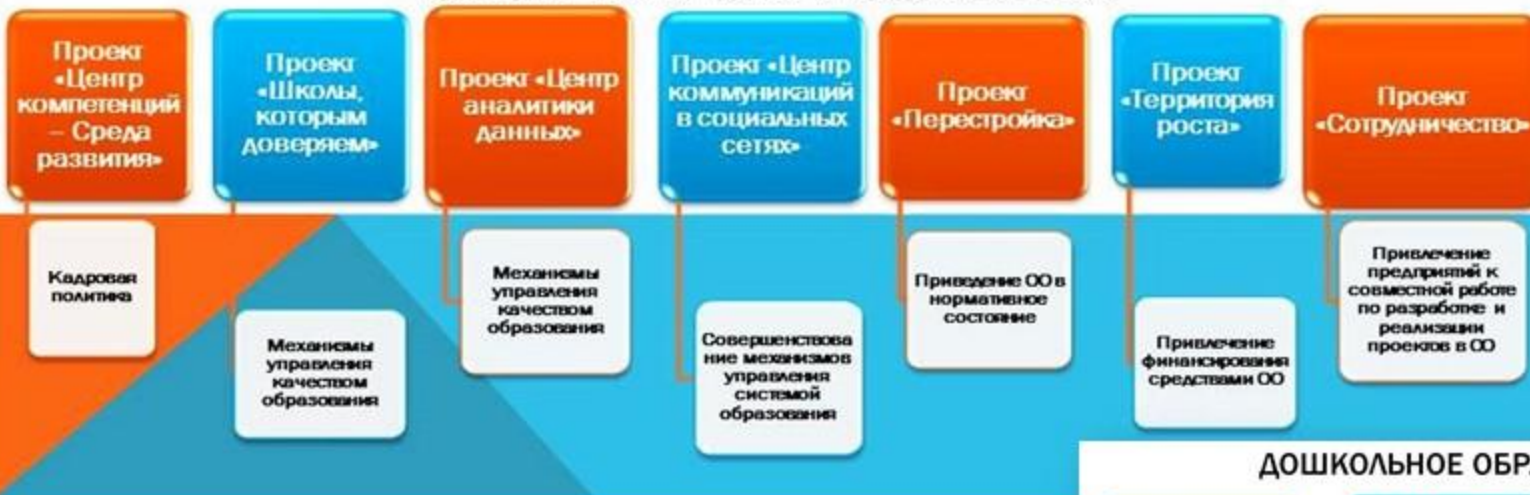 Проект
«Центр
компетенций
– Среда
развития»
Проект
«Школы,
которым
доверяем»
Проект «Центр
аналитики
данных»
Проект «Центр
коммуникаций
в социальных
сетях»
Проект
«Перестройка»
Проект
«Территория
роста»
Проект
«Сотрудничество»
Кадровая
политика
Механизмы
управления
качеством
образования
Механизмы
управления
качеством
образования
Совершенствова
ние механизмов
управления
системой
образования
Приведение ОО в
нормативное
состояние
Привлечение
финансирования
средствами ОО
Привлечение
предприятий к
совместной работе
по разработке и
реализации
проектов в ОО
ДОШКОЛЬНОЕ